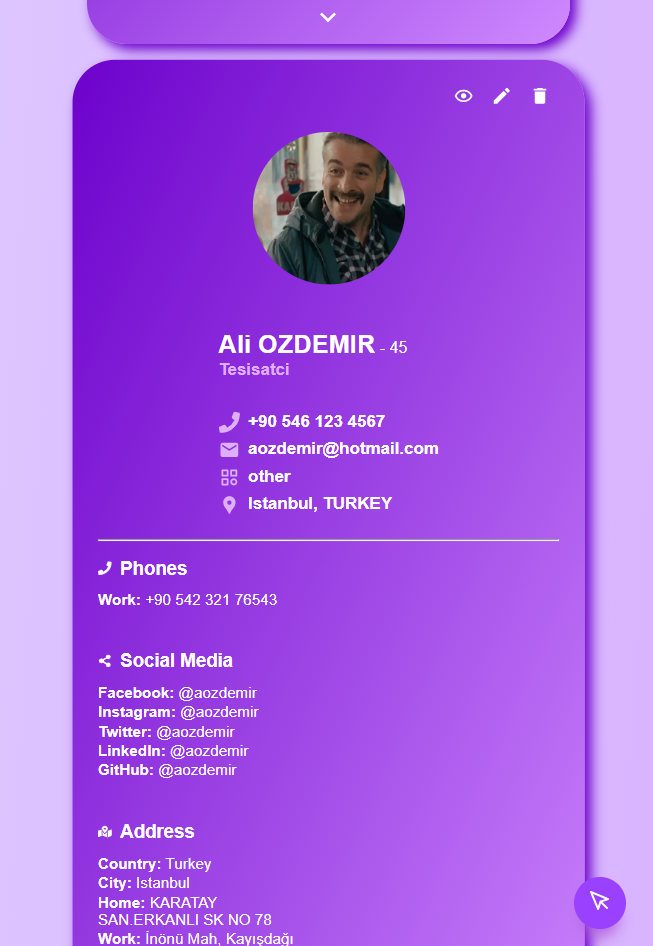 Ali OZDEMIR - 45
Tesisatci
+90 546 123 4567
aozdemir@hotmail.com
other
Istanbul, TURKEY
Phones
Work: +90 542 321 76543
Social Media
Facebook: @aozdemir
Instagram: @aozdemir
Twitter: @aozdemir
LinkedIn: @aozdemir
GitHub: @aozdemir
Address
Country: Turkey
City: Istanbul
Home: KARATAY
SAN.ERKANLI SK NO 78
Work: İnönü Mah, Kayışdağı